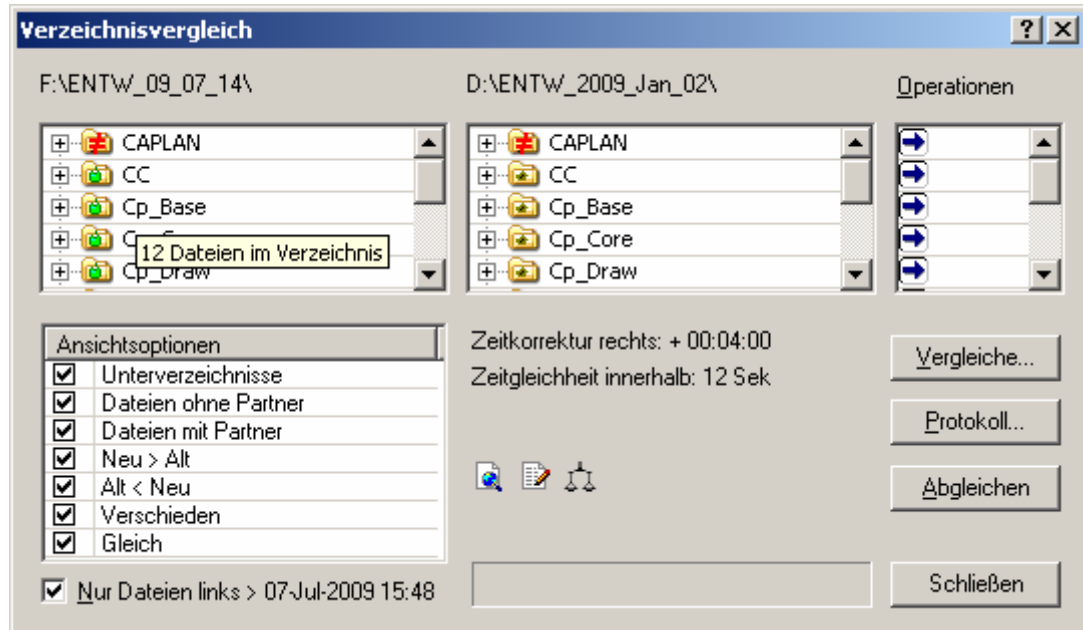 Verzeichnisvergleich
F:\ENTW_09_07_14\
D:\ENTW_2009_Jan_02\
Operationen
CAPLAN
CC
Cp_Base
12 Dateien im Verzeichnis
Cp_Draw
CAPLAN
CC
Cp_Base
Cp_Core
Cp_Draw
Ansichtsoptionen
Unterverzeichnisse
Dateien ohne Partner
Dateien mit Partner
Neu > Alt
Alt < Neu
Verschieden
Gleich
Nur Dateien links > 07-Jul-2009 15:48
Zeitkorrektur rechts: + 00:04:00
Zeitgleichheit innerhalb: 12 Sek
Vergleiche...
Protokoll...
Abgleichen
Schließen